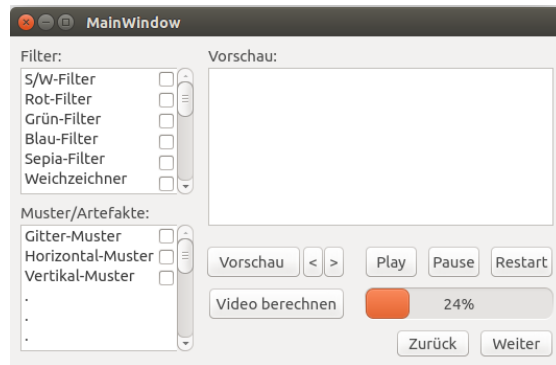 MainWindow
Filter:
S/W-Filter
Rot-Filter
Grün-Filter
Blau-Filter
Sepia-Filter
Weichzeichner
Muster/Artefakte:
Gitter-Muster
Horizontal-Muster
Vertikal-Muster
.
.
.
Vorschau:
Vorschau < > Play Pause Restart
Video berechnen 24%
Zurück Weiter